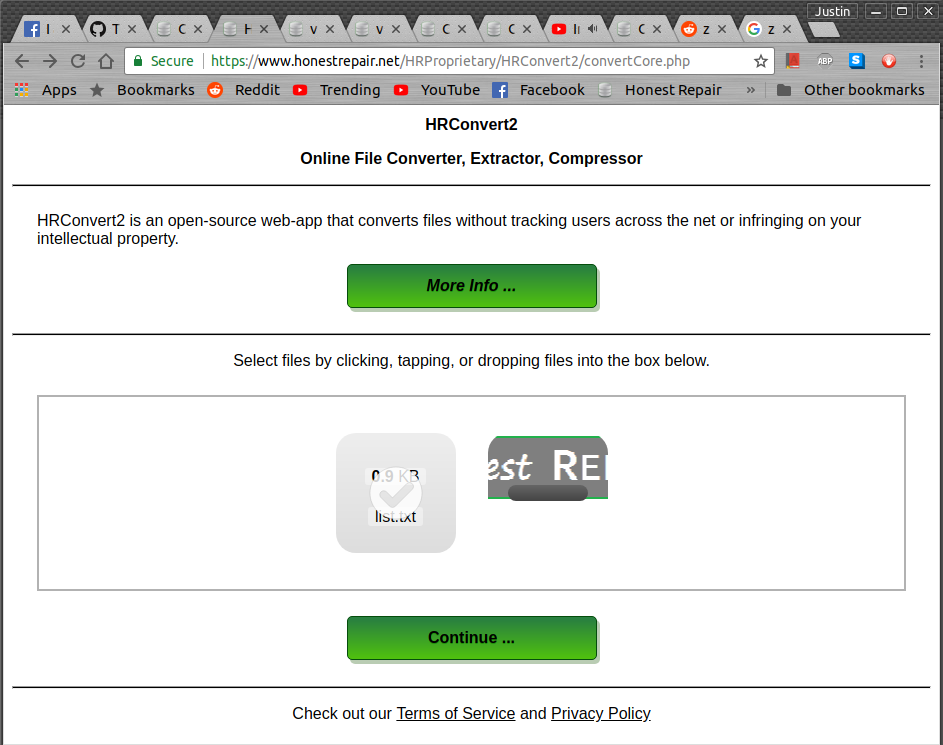 Justin
I T C H v v C C In C z z
Secure https://www.honestrepair.net/HRProprietary/HRConvert2/convertCore.php ABP S
Apps Bookmarks Reddit Trending YouTube Facebook Honest Repair » Other bookmarks
HRConvert2
Online File Converter, Extractor, Compressor
HRConvert2 is an open-source web-app that converts files without tracking users across the net or infringing on your
intellectual property.
More Info ...
Select files by clicking, tapping, or dropping files into the box below.
0.9 KB
list.txt
est REI
Continue ...
Check out our Terms of Service and Privacy Policy